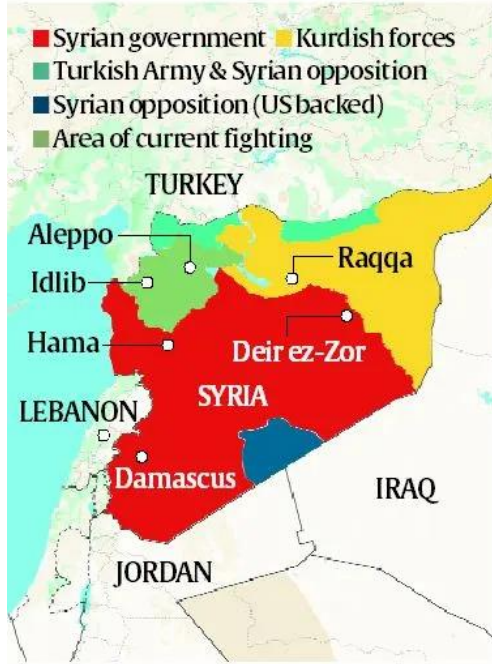 Syrian government Kurdish forces
Turkish Army & Syrian opposition
Syrian opposition (US backed)
Area of current fighting
TURKEY
Aleppo
Raqqa
Idlib
Hama
Deir ez-Zor
SYRIA
LEBANON
Damascus
IRAQ
JORDAN